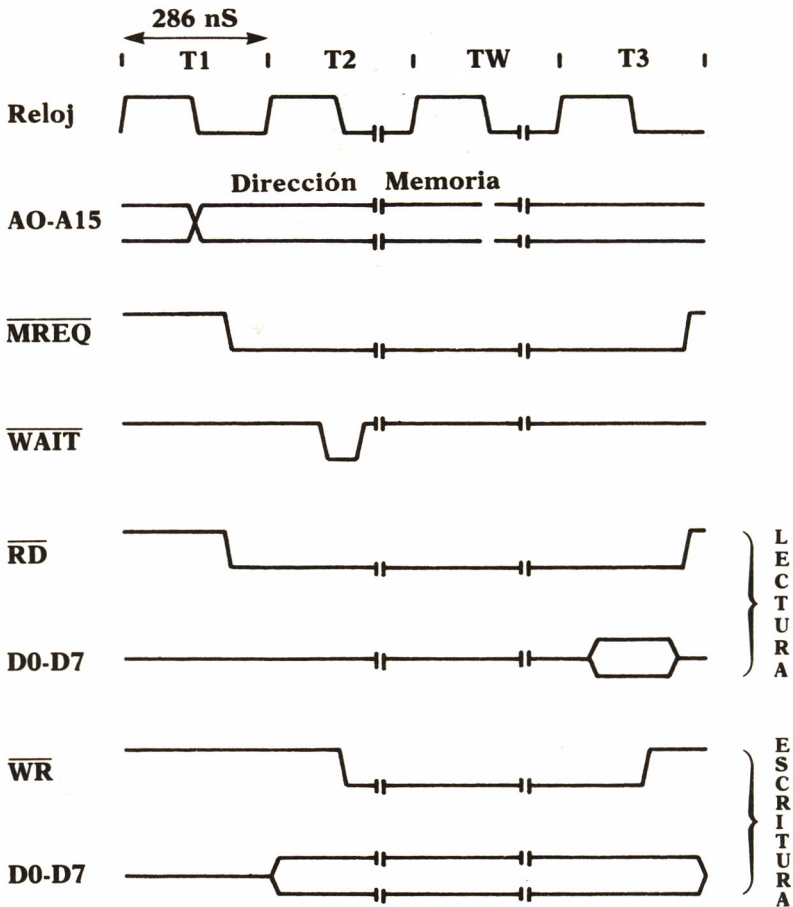 286 nS
T1 T2 TW T3
Reloj
Dirección Memoria
AO-A15
MREQ
WAIT
RD
D0-D7
LECTURA
WR
D0-D7
ESCRITURA